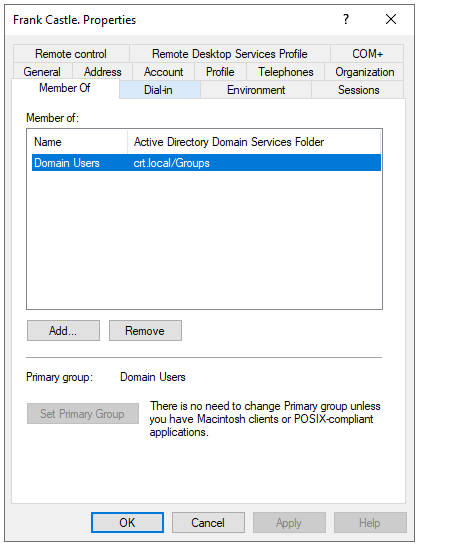 Frank Castle. Properties
?
Remote control Remote Desktop Services Profile COM+
General Address Account Profile Telephones Organization
Member Of Dial-in Environment Sessions
Member of:
Name Active Directory Domain Services Folder
Domain Users crt.local/Groups
Add... Remove
Primary group: Domain Users
Set Primary Group
There is no need to change Primary group unless
you have Macintosh clients or POSIX-compliant
applications.
OK Cancel Apply Help